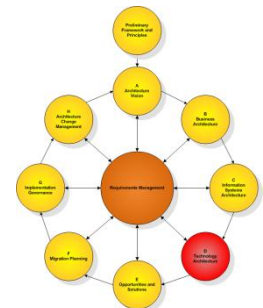 Preliminary
Framework and
Principles
A
Architecture
Vision
H
Architecture
Change
Management
B
Business
Architecture
G
Implementation
Governance
Requirements Management
C
Information
Systems
Architecture
F
Migration Planning
D
Technology
Architecture
E
Opportunities and
Solutions